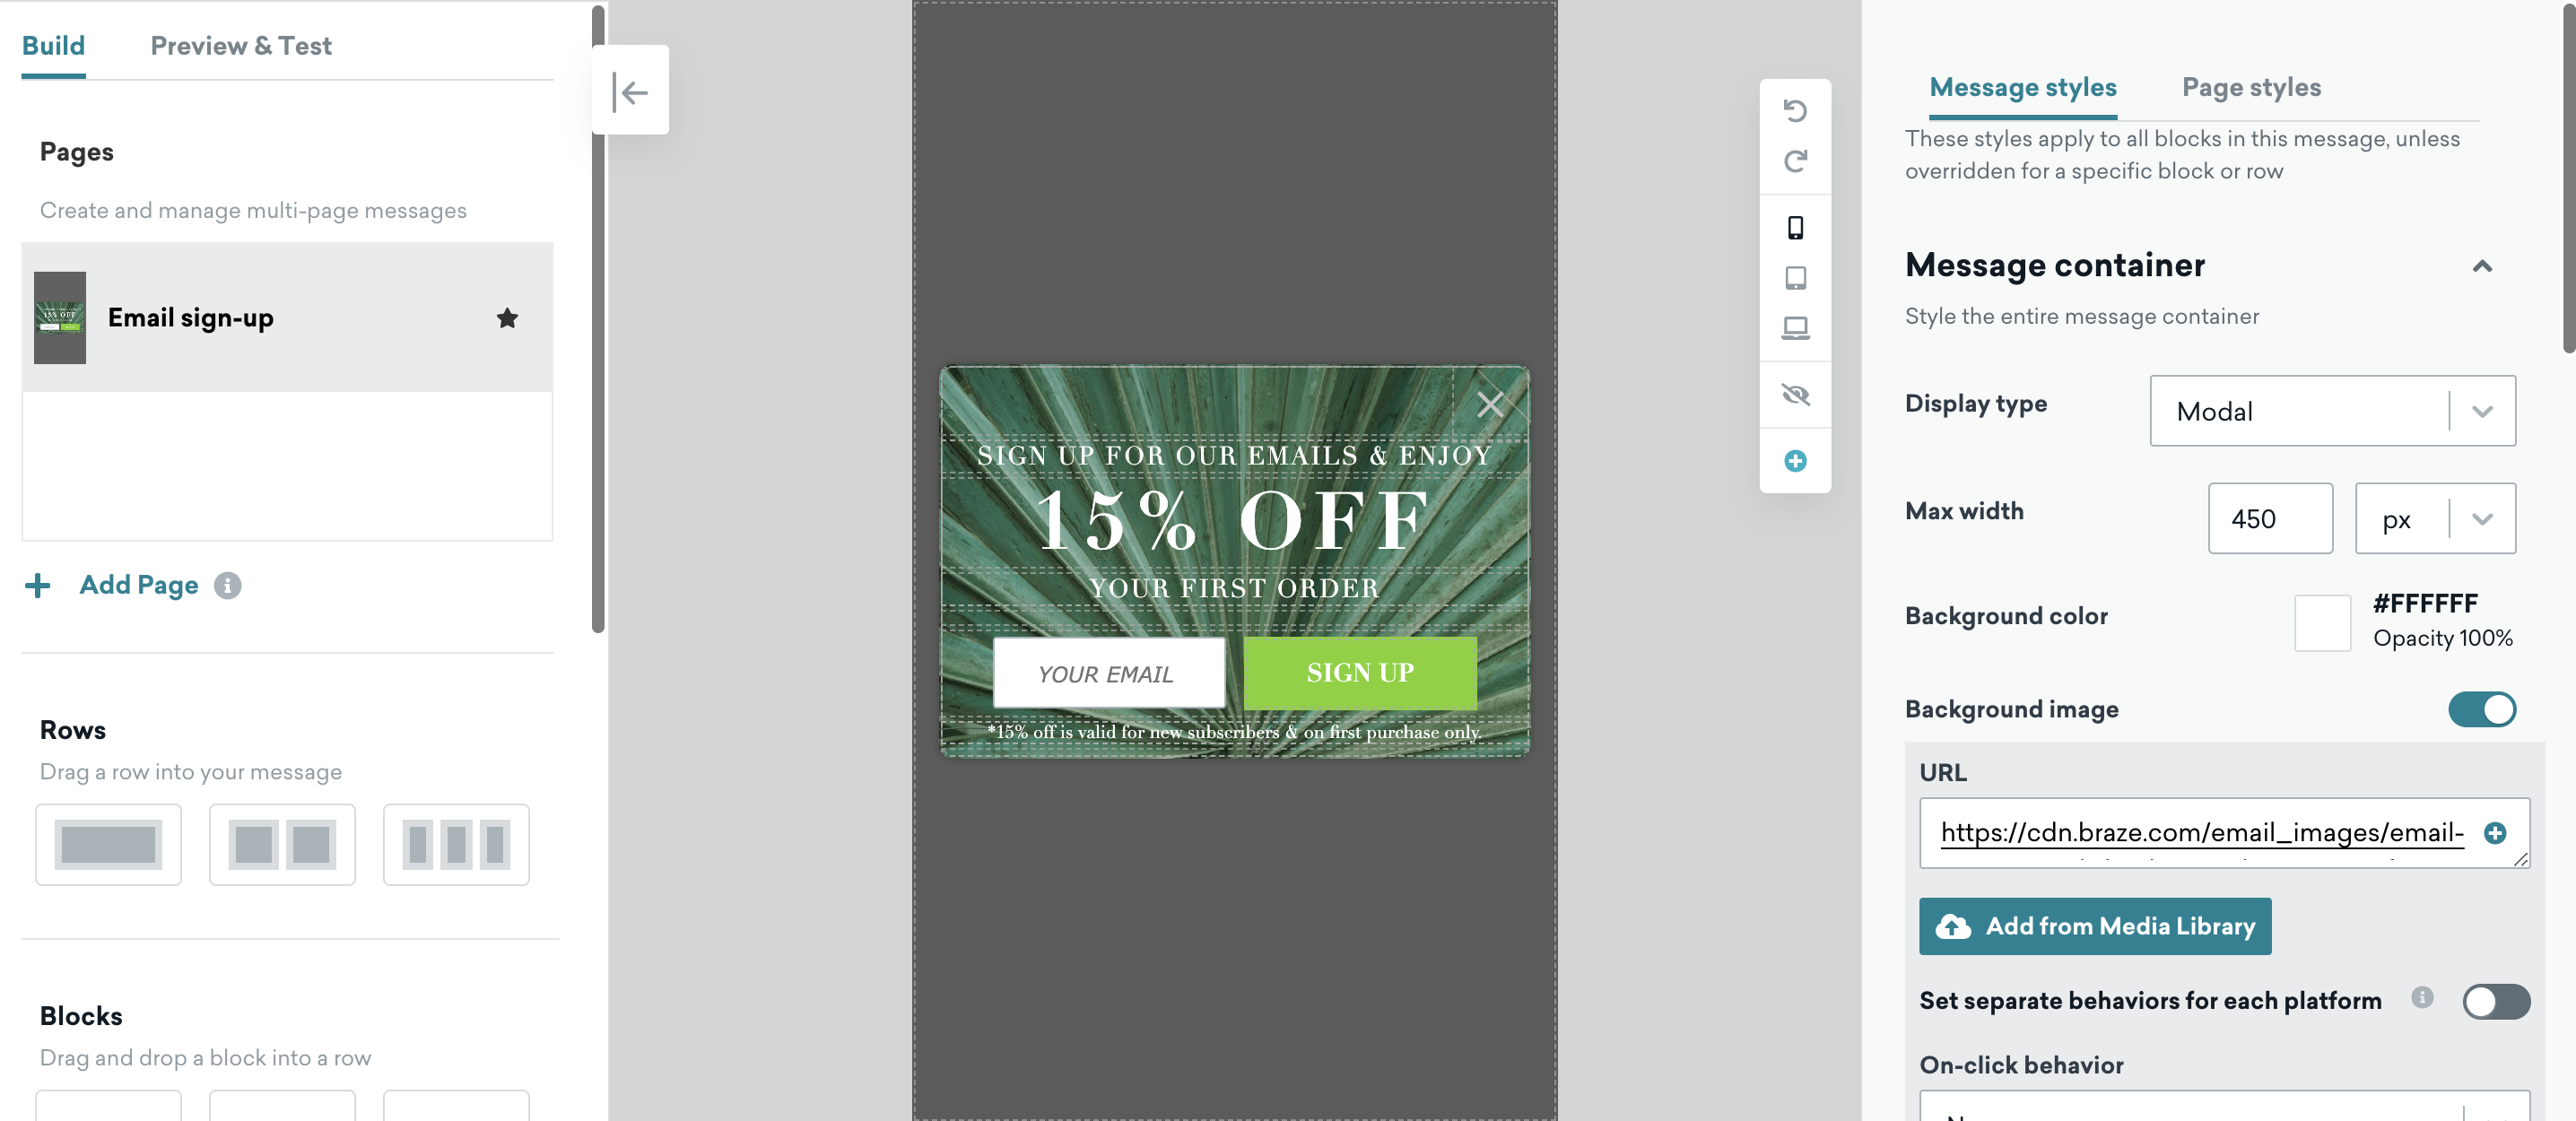 Build
Preview & Test
Pages
Create and manage multi-page messages
Email sign-up
Add Page
Rows
Drag a row into your message
Blocks
Drag and drop a block into a row
SIGN UP FOR OUR EMAILS & ENJOY
15% OFF
YOUR FIRST ORDER
YOUR EMAIL
SIGN UP
*15% off is valid for new subscribers & on first purchase only.
Message styles
Page styles
These styles apply to all blocks in this message, unless
overridden for a specific block or row
Message container
Style the entire message container
Display type
Modal
Max width
450
px
Background color
#FFFFFF
Opacity 100%
Background image
URL
https://cdn.braze.com/email_images/email-
Add from Media Library
Set separate behaviors for each platform
On-click behavior